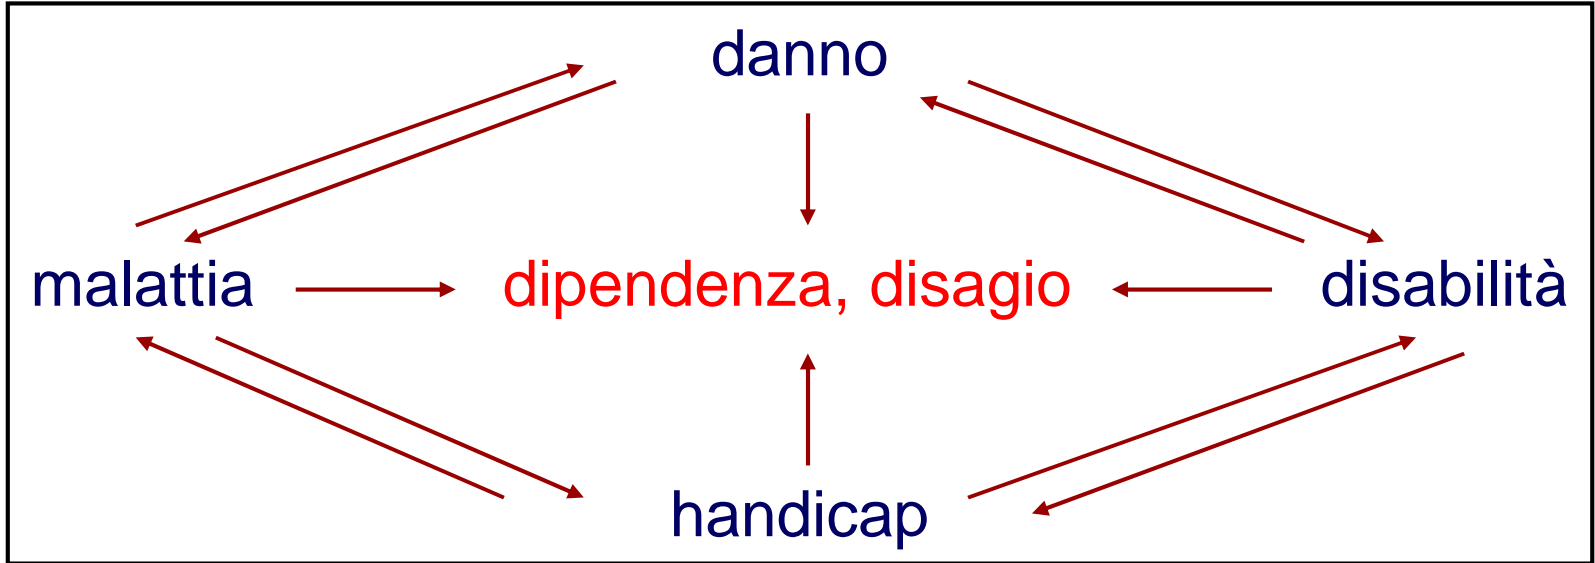 danno
malattia dipendenza, disagio disabilità
handicap